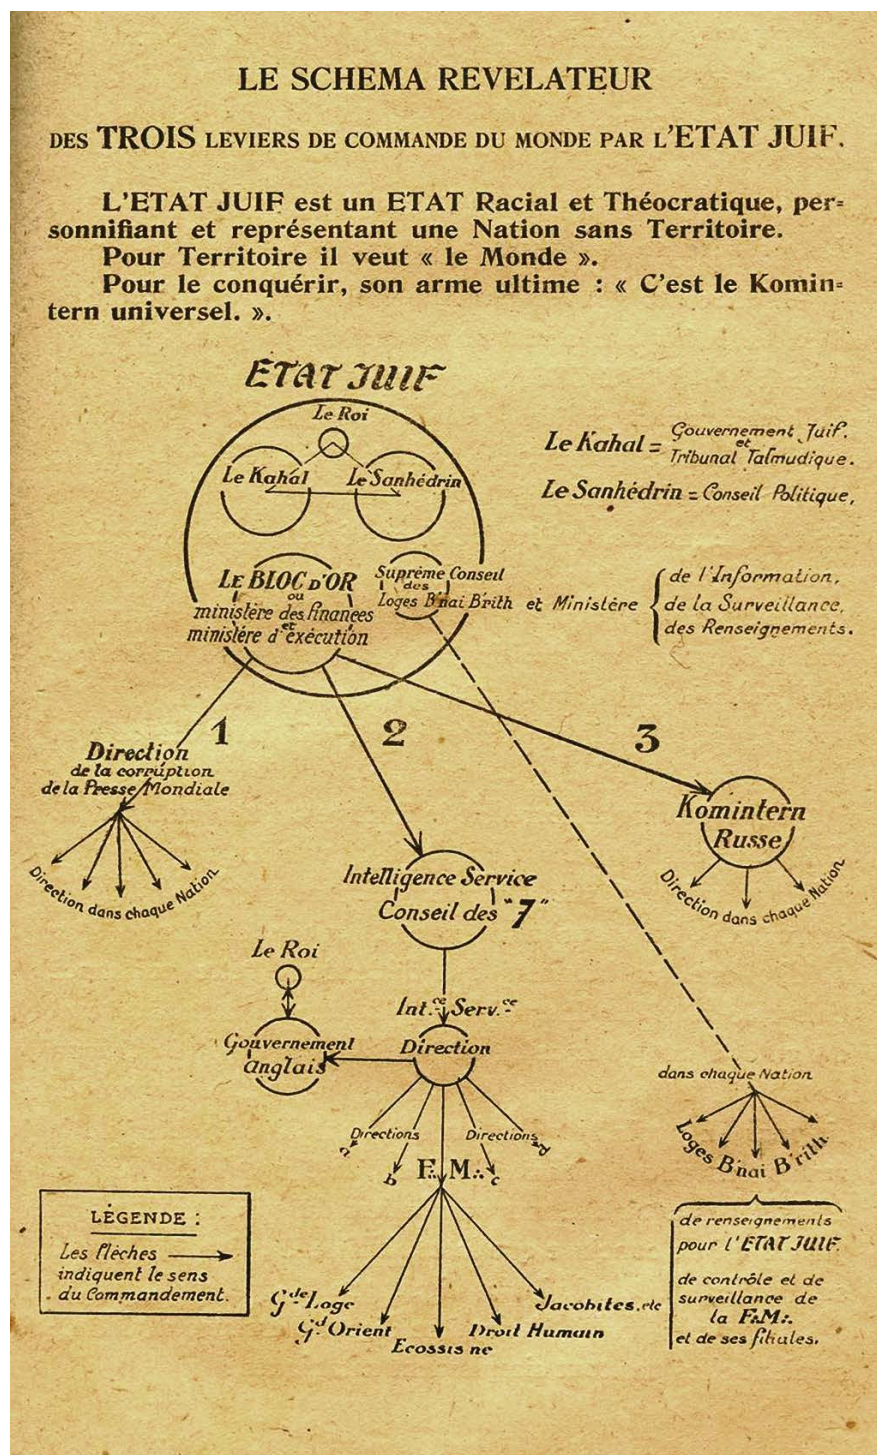 LE SCHEMA REVELATEUR
DES TROIS LEVIERS DE COMMANDE DU MONDE PAR L'ETAT JUIF.
L'ETAT JUIF est un ETAT Racial et Théocratique, per=
sonnifiant et représentant une Nation sans Territoire.
Pour Territoire il veut « le Monde ».
Pour le conquérir, son arme ultime : « C'est le Komin=
tern universel. ».
ETAT JUIF
Le Roi
Le Kahal
Le Sanhédrin
Le Kahal = Gouvernement Juif.
et
Tribunal Talmudique.
Le Sanhédrin = Conseil Politique,
LE BLOC D'OR
ou
ministère des finances
et
ministère d'exécution
Suprême Conseil
des
Loges B'nai B'rith et Ministère
de l'Information,
de la Surveillance,
des Renseignements.
1
2
3
Direction
de la corruption
de la Presse Mondiale
Direction dans chaque Nation.
Komintern
Russe
Direction dans chaque Nation
Intelligence Service
Conseil des "7"
Le Roi
Int.ce Serv.ce
Gouvernement
anglais
Direction
dans chaque Nation
Loges B'nai B'rith
Directions
Directions
a
b
c
d
F∴M∴
LÉGENDE :
Les flèches
indiquent le sens
du Commandement.
Gde Loge
Gd Orient
Ecossisne
Droit Humain
Jacobites. etc
de renseignements
pour l'ETAT JUIF.
de contrôle et de
surveillance de
la F∴M∴
et de ses filiales.